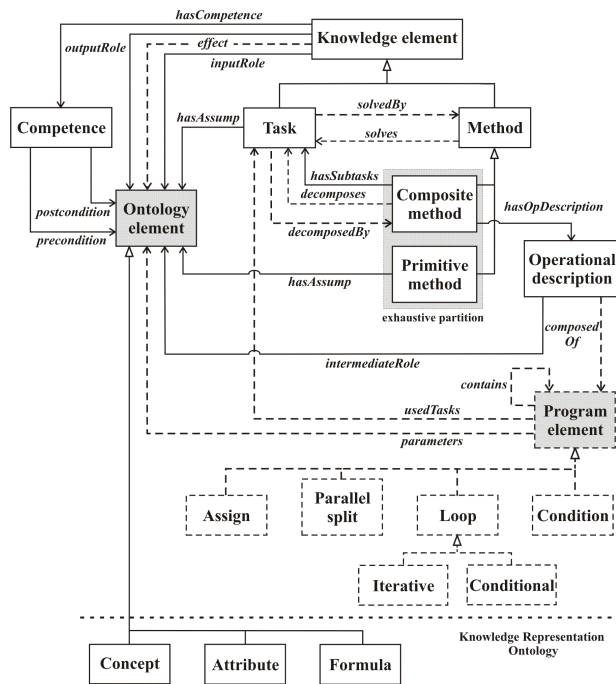 hasCompetence
outputRole
effect
inputRole
Knowledge element
Competence
hasAssump
Task
solvedBy
solves
Method
hasSubtasks
decomposes
decomposedBy
Composite
method
hasOpDescription
postcondition
precondition
Ontology
element
hasAssump
Primitive
method
exhaustive partition
Operational
description
intermediateRole
composed
Of
contains
usedTasks
parameters
Program
element
Assign
Parallel
split
Loop
Condition
Iterative
Conditional
Knowledge Representation
Ontology
Concept
Attribute
Formula